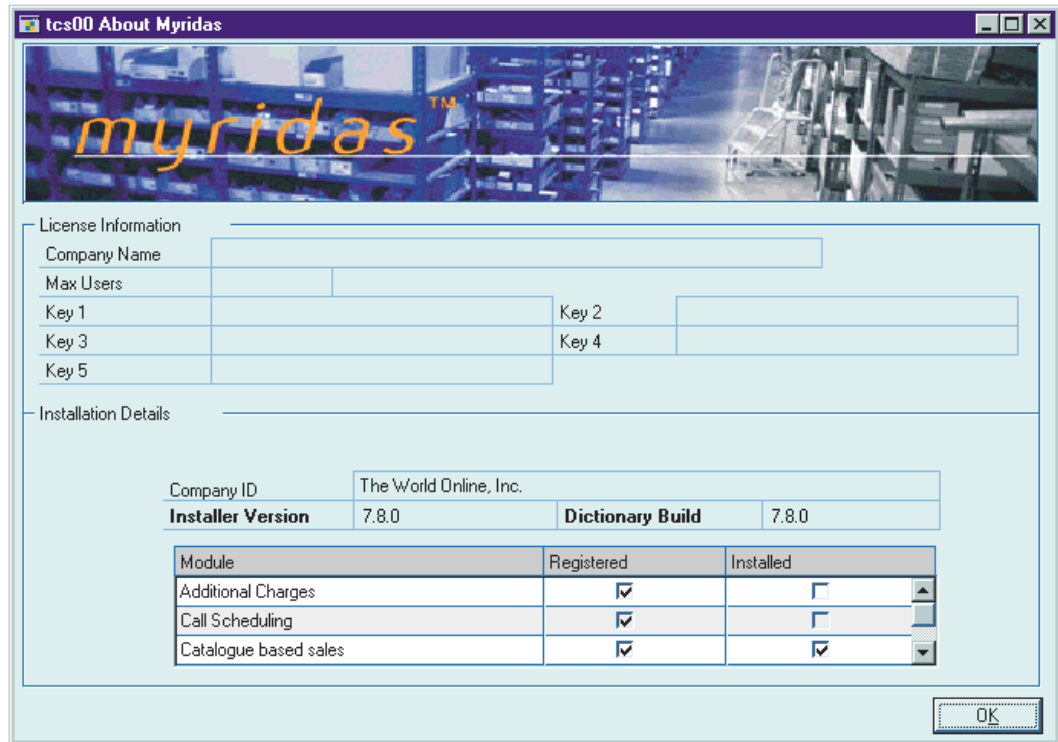 tcs00 About Myridas
myridas™
License Information
Company Name
Max Users
Key 1 Key 2
Key 3 Key 4
Key 5
Installation Details
Company ID The World Online, Inc.
Installer Version 7.8.0 Dictionary Build 7.8.0
Module Registered Installed
Additional Charges
Call Scheduling
Catalogue based sales
OK